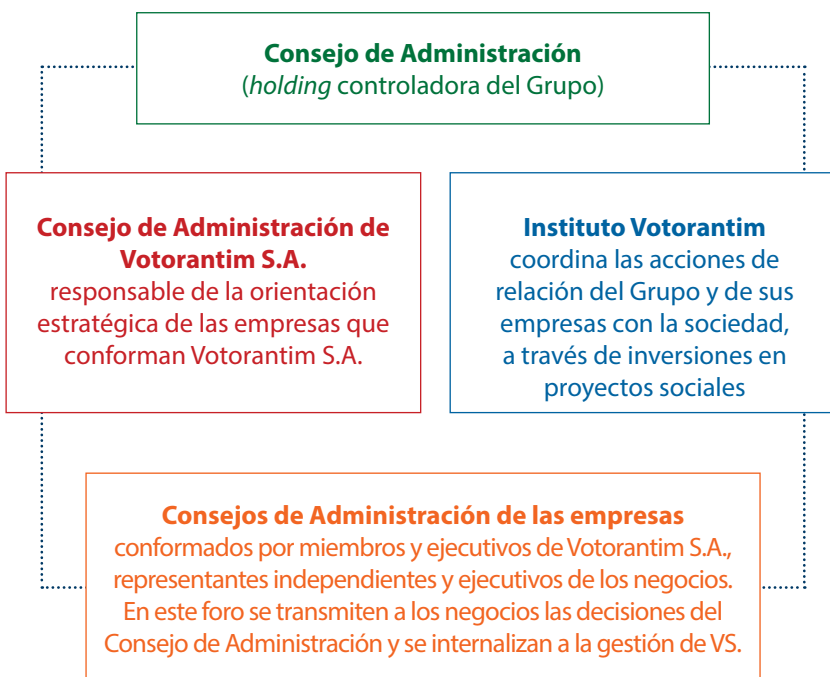 Consejo de Administración
(holding controladora del Grupo)
Consejo de Administración de
Votorantim S.A.
responsable de la orientación
estratégica de las empresas que
conforman Votorantim S.A.
Instituto Votorantim
coordina las acciones de
relación del Grupo y de sus
empresas con la sociedad,
a través de inversiones en
proyectos sociales
Consejos de Administración de las empresas
conformados por miembros y ejecutivos de Votorantim S.A.,
representantes independientes y ejecutivos de los negocios.
En este foro se transmiten a los negocios las decisiones del
Consejo de Administración y se internalizan a la gestión de VS.